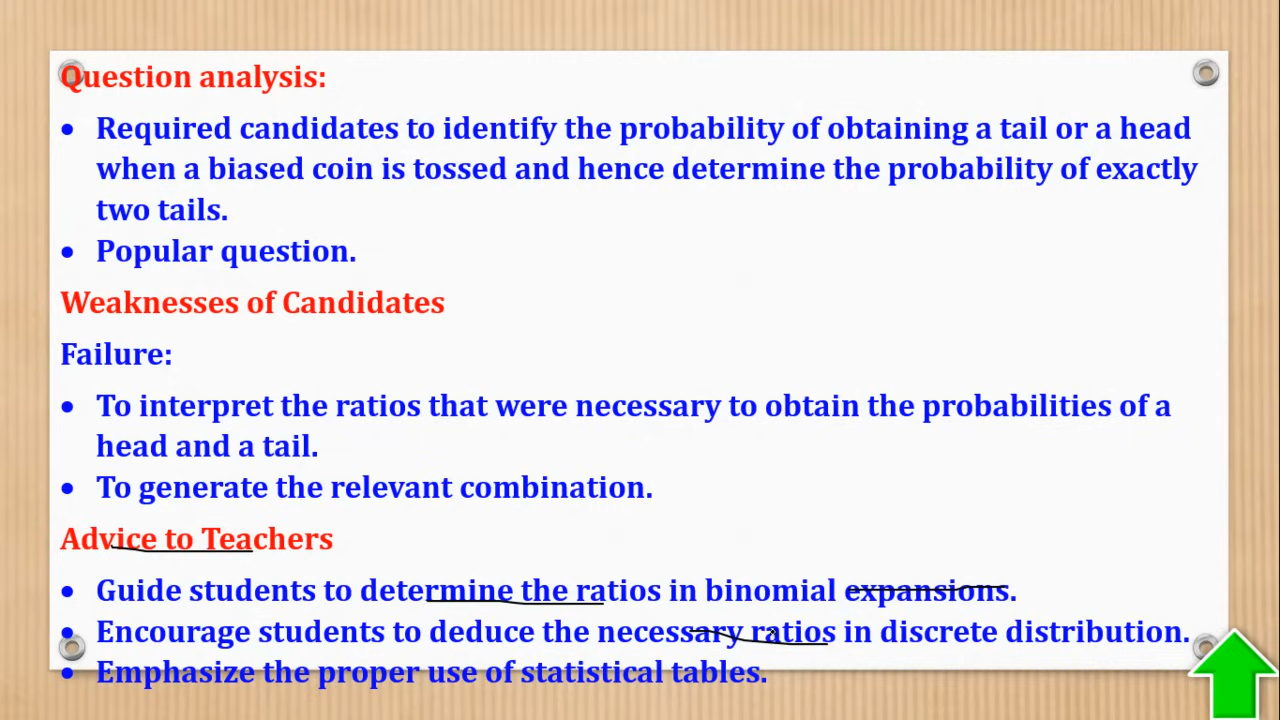 Question analysis:
• Required candidates to identify the probability of obtaining a tail or a head
when a biased coin is tossed and hence determine the probability of exactly
two tails.
• Popular question.
Weaknesses of Candidates
Failure:
• To interpret the ratios that were necessary to obtain the probabilities of a
head and a tail.
• To generate the relevant combination.
Advice to Teachers
• Guide students to determine the ratios in binomial expansions.
• Encourage students to deduce the necessary ratios in discrete distribution.
• Emphasize the proper use of statistical tables.